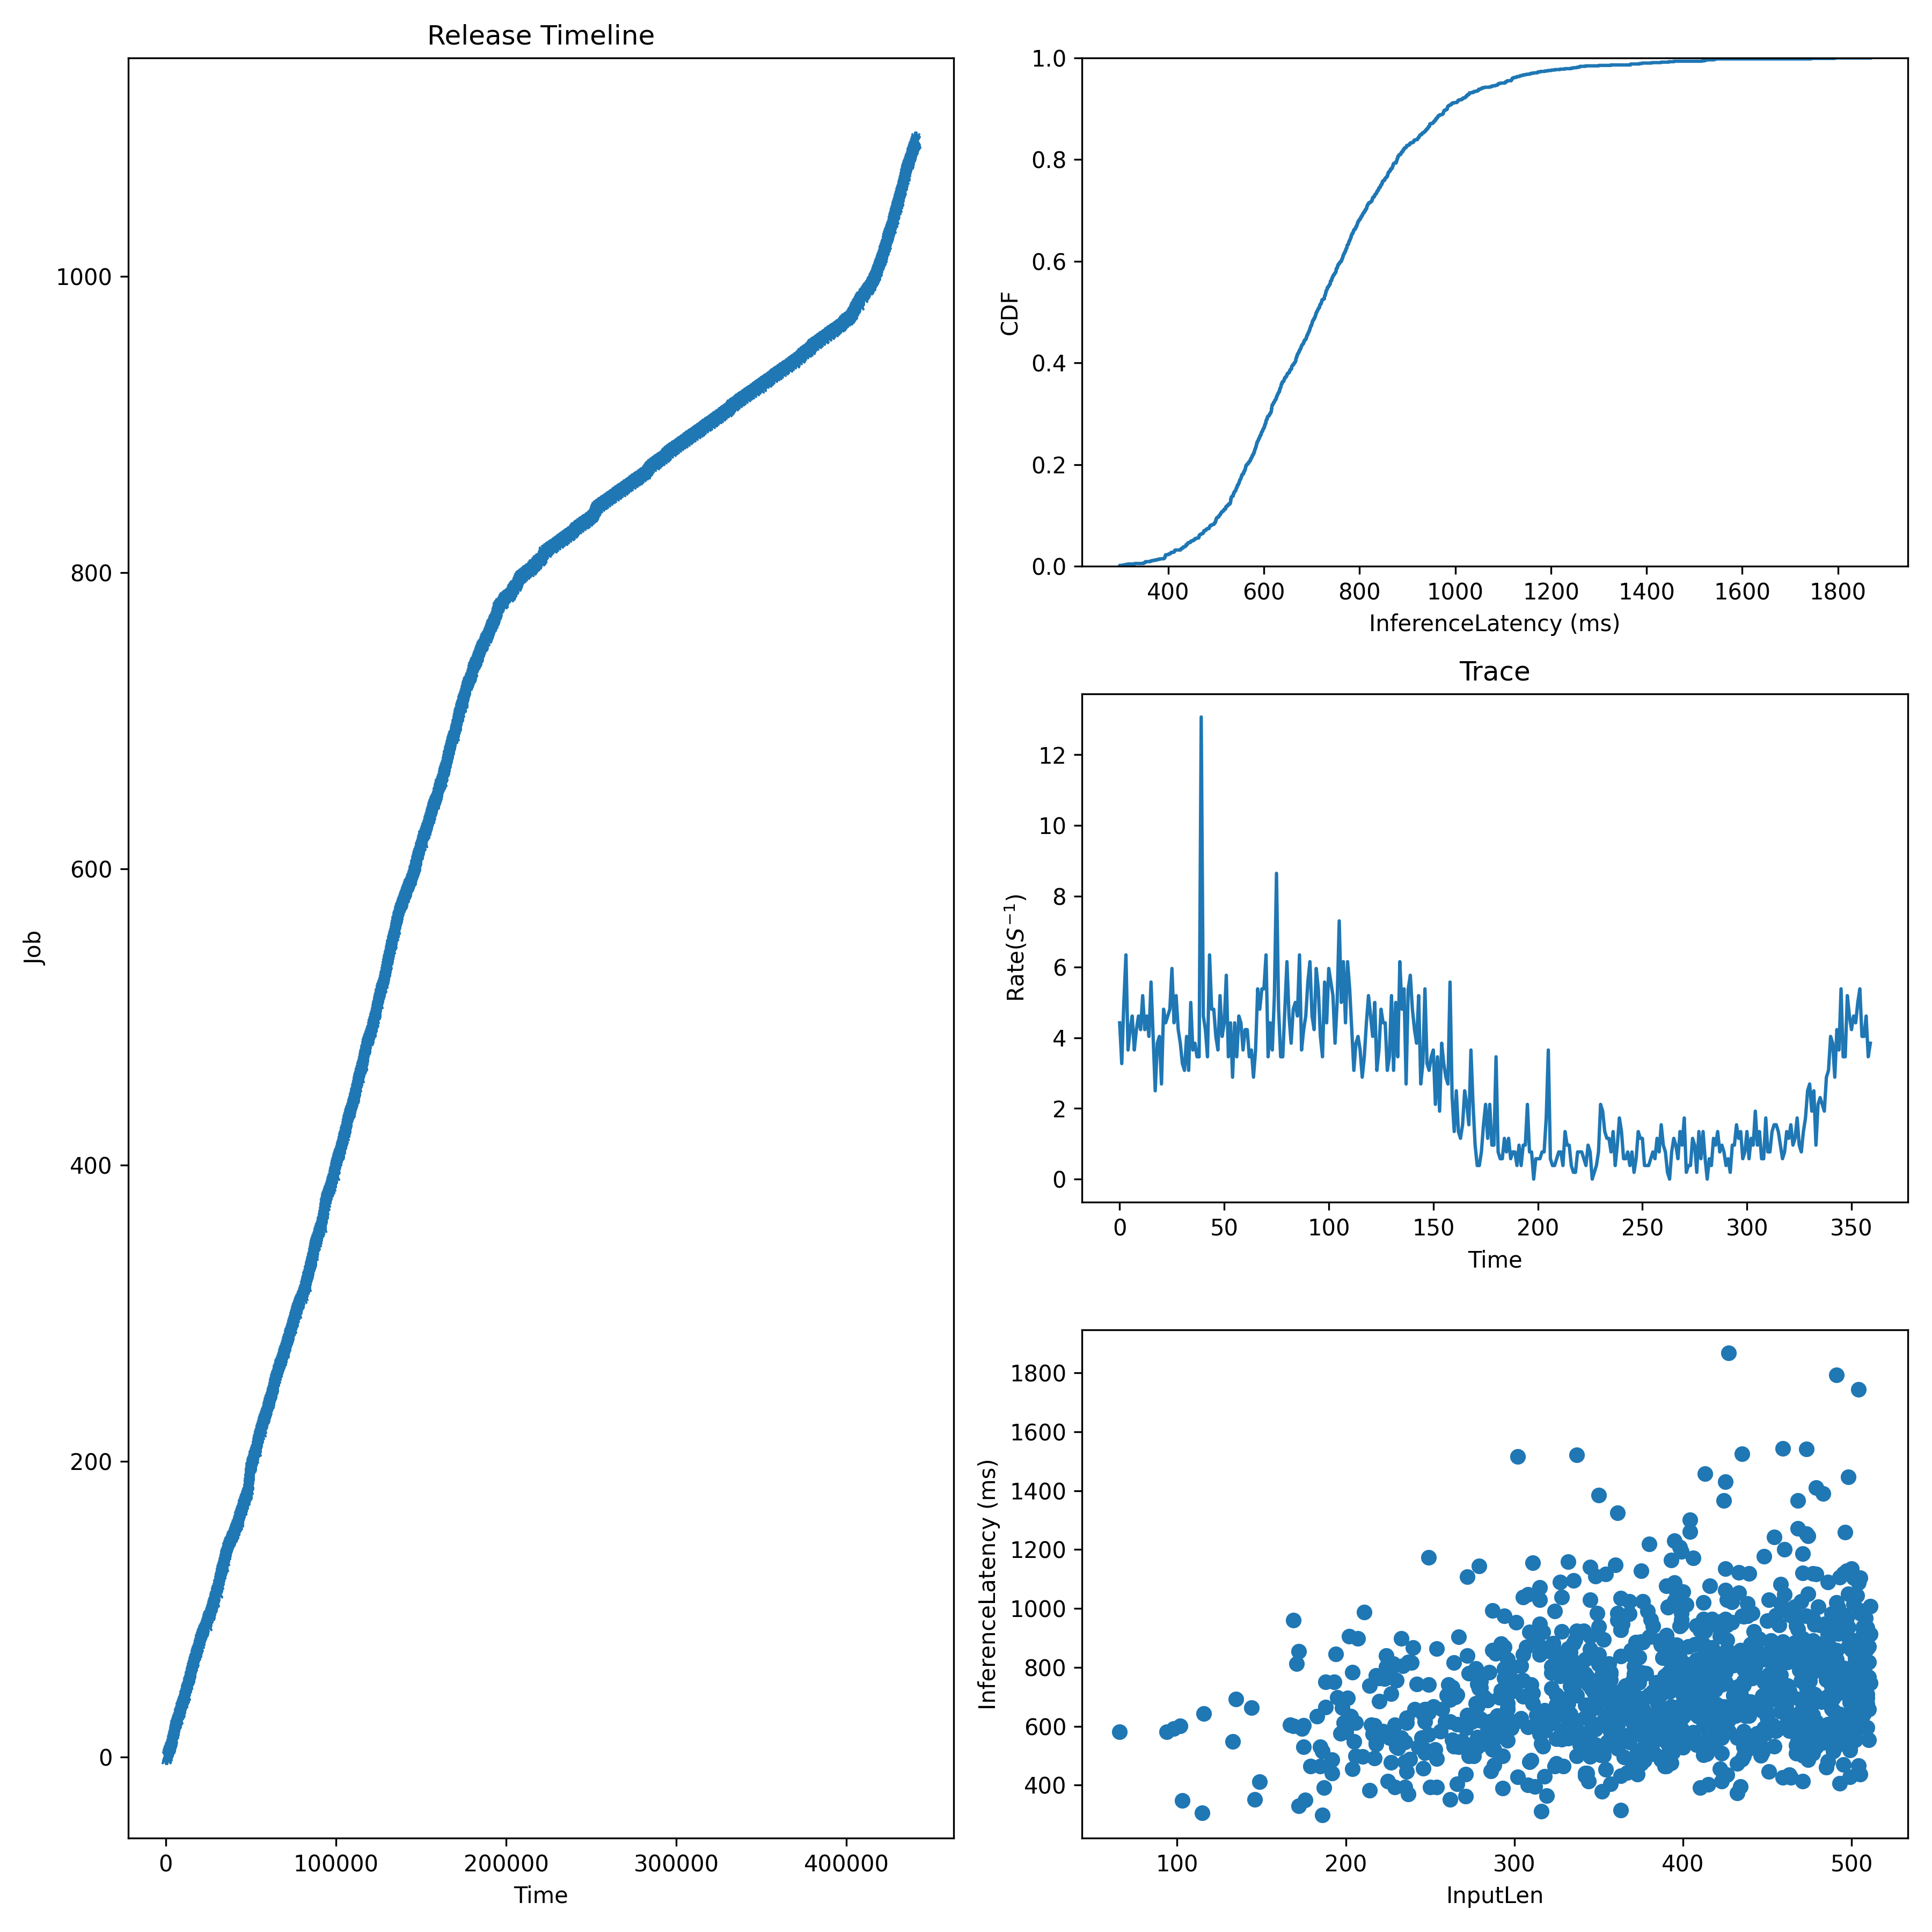 Release Timeline
Job
1000
800
600
400
200
0
0 100000 200000 300000 400000
Time
CDF
1.0
0.8
0.6
0.4
0.2
0.0
400 600 800 1000 1200 1400 1600 1800
InferenceLatency (ms)
Trace
Rate(S⁻¹)
12
10
8
6
4
2
0
0 50 100 150 200 250 300 350
Time
InferenceLatency (ms)
1800
1600
1400
1200
1000
800
600
400
100 200 300 400 500
InputLen